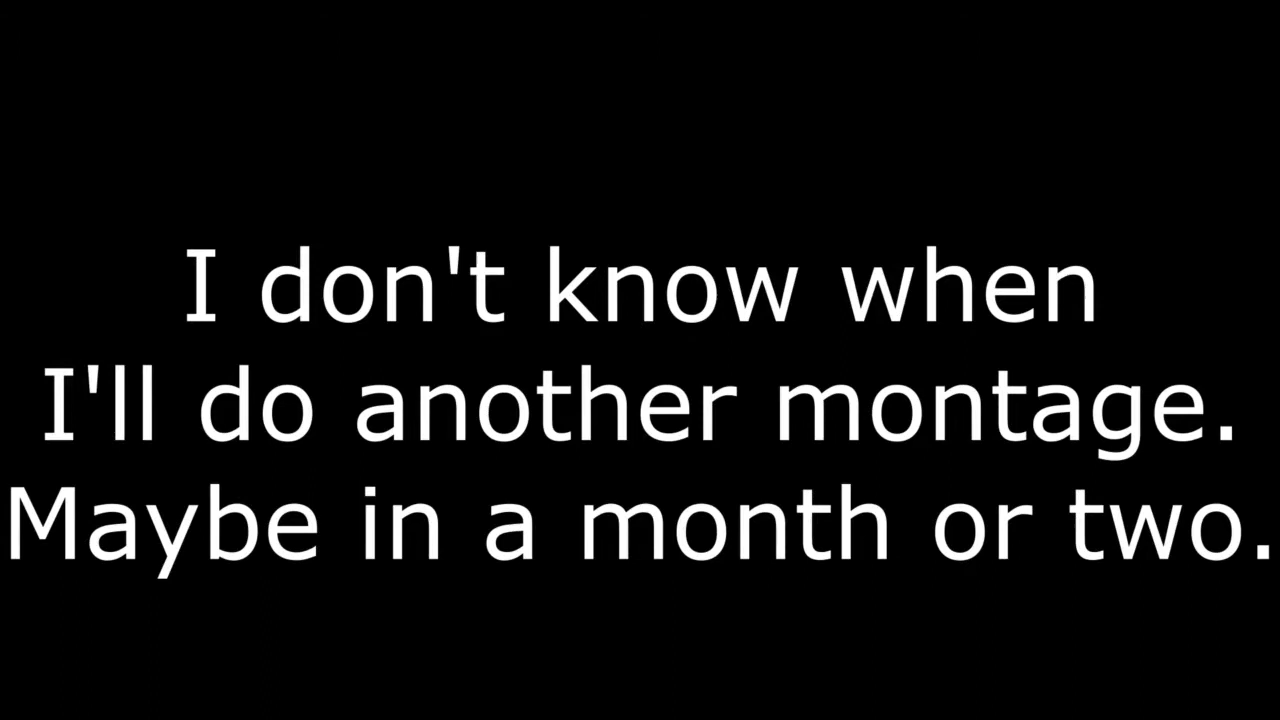 I don't know when
I'll do another montage.
Maybe in a month or two.